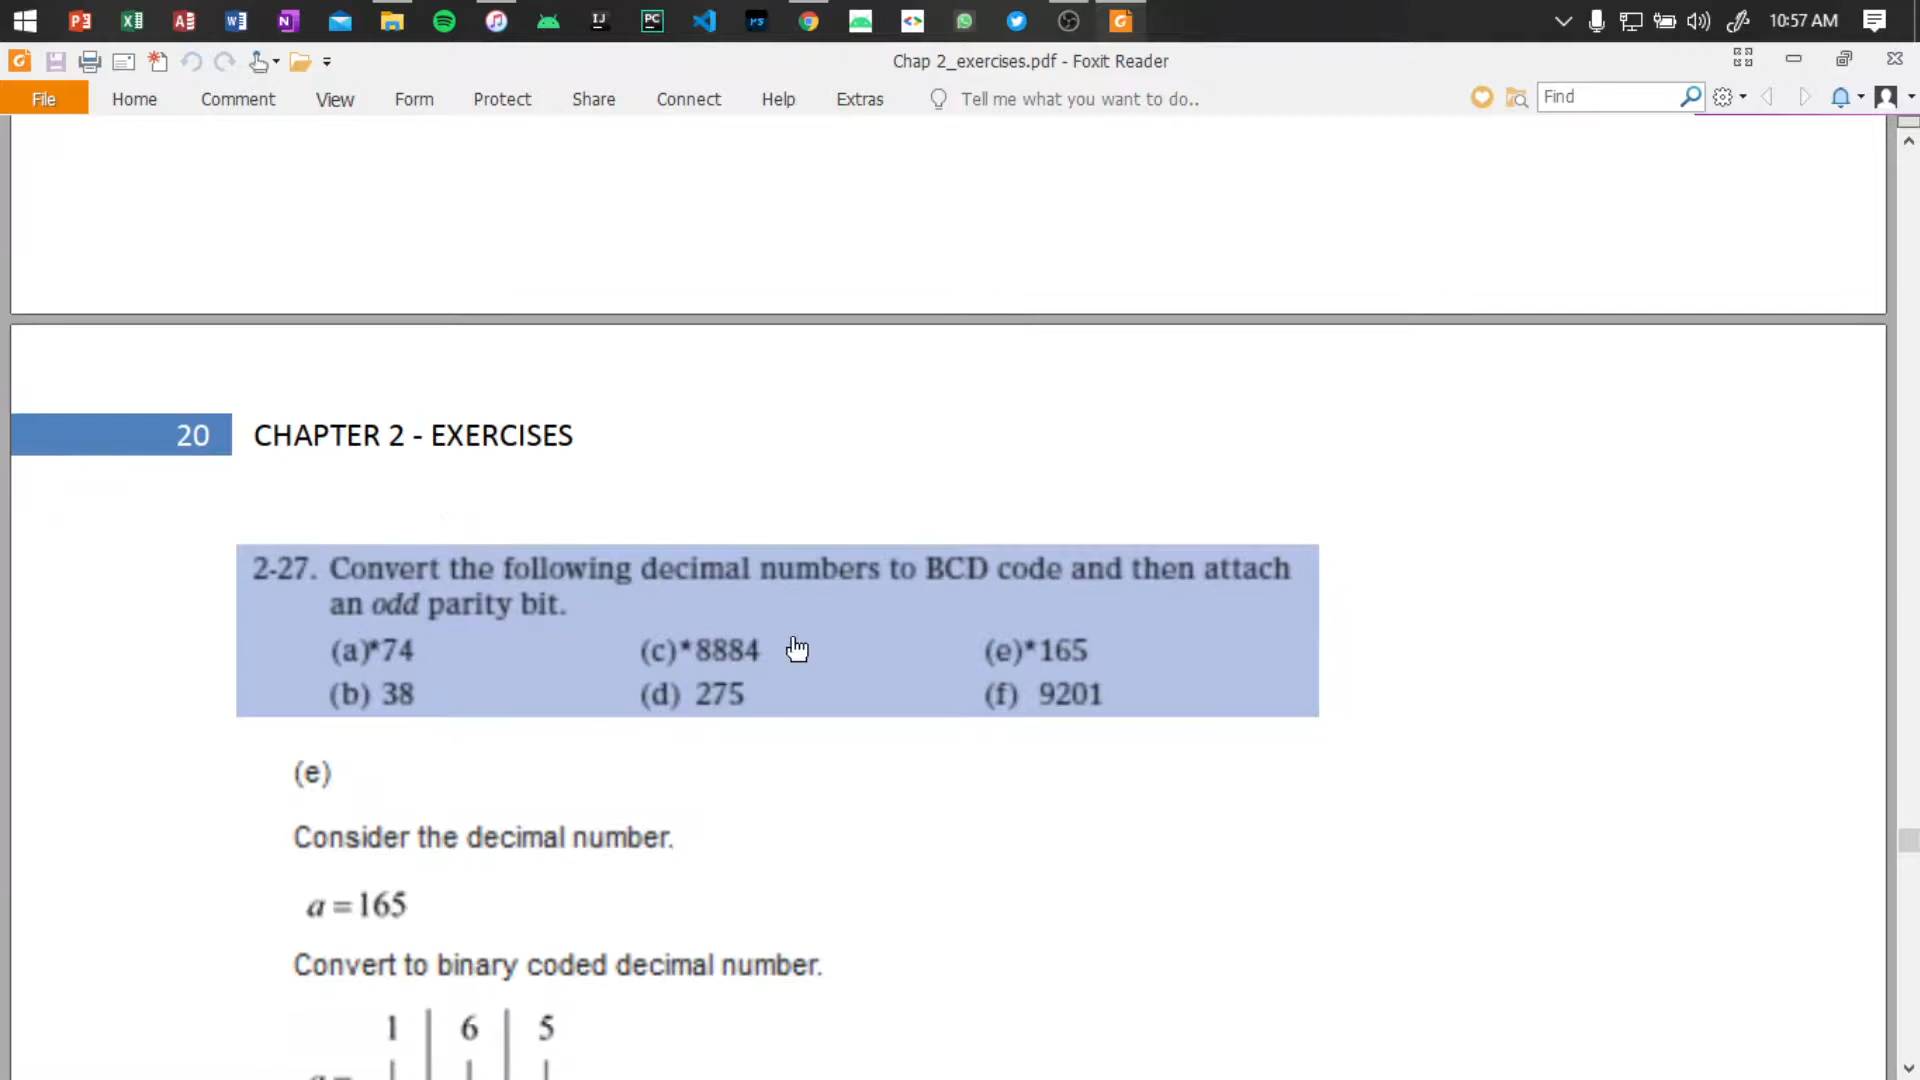 10:57 AM
Chap 2_exercises.pdf - Foxit Reader
File Home Comment View Form Protect Share Connect Help Extras Tell me what you want to do.. Find
20 CHAPTER 2 - EXERCISES
2-27. Convert the following decimal numbers to BCD code and then attach
an odd parity bit.
(a)*74 (c)*8884 (e)*165
(b) 38 (d) 275 (f) 9201
(e)
Consider the decimal number.
a = 165
Convert to binary coded decimal number.
1 6 5